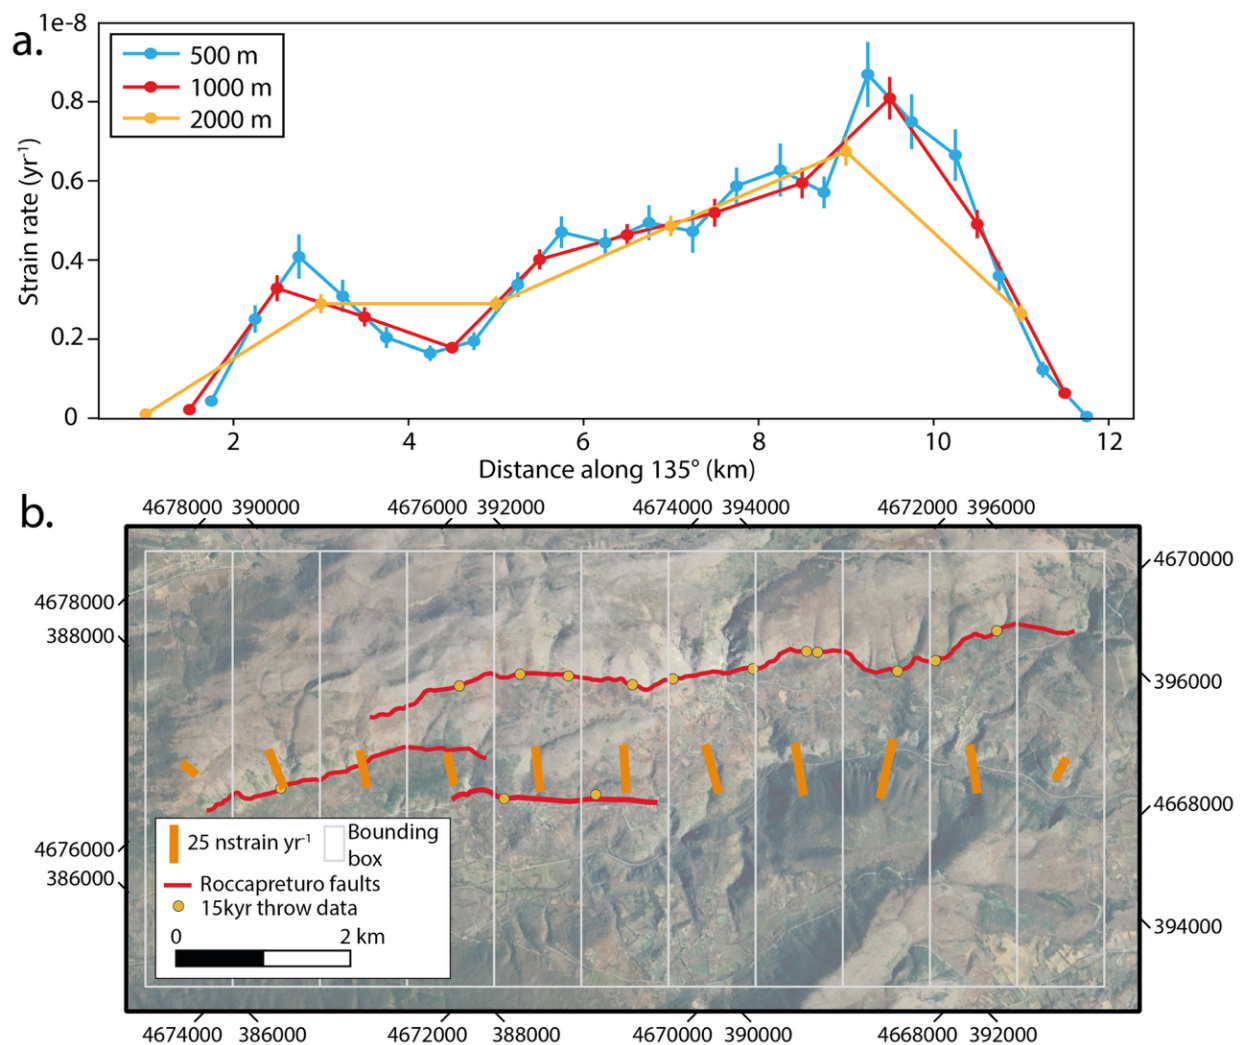 a.
1e-8
0.8
0.6
0.4
0.2
0
Strain rate (yr-1)
500 m
1000 m
2000 m
2 4 6 8 10 12
Distance along 135° (km)
b.
4678000 390000 4676000 392000 4674000 394000 4672000 396000
4678000
388000
4676000
386000
4670000
396000
4668000
394000
25 nstrain yr-1
Bounding
box
Roccapreturo faults
15kyr throw data
0 2 km
4674000 386000 4672000 388000 4670000 390000 4668000 392000